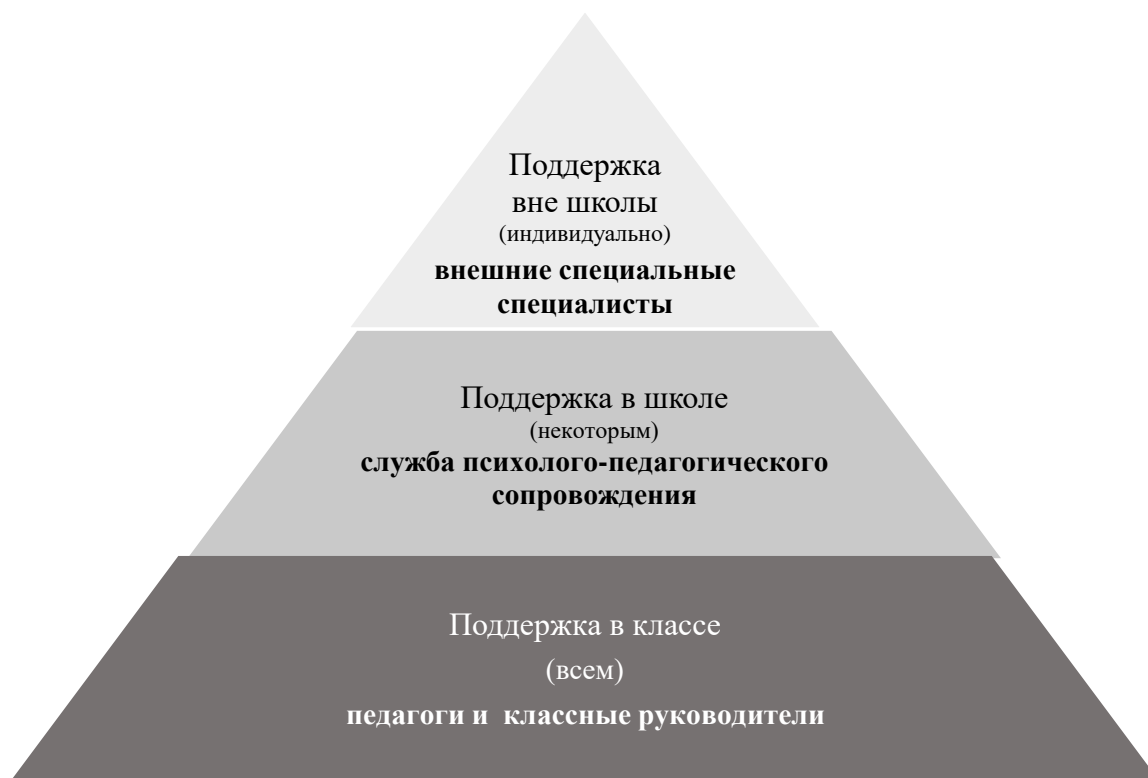 Поддержка
вне школы
(индивидуально)
внешние специальные
специалисты
Поддержка в школе
(некоторым)
служба психолого-педагогического
сопровождения
Поддержка в классе
(всем)
педагоги и классные руководители